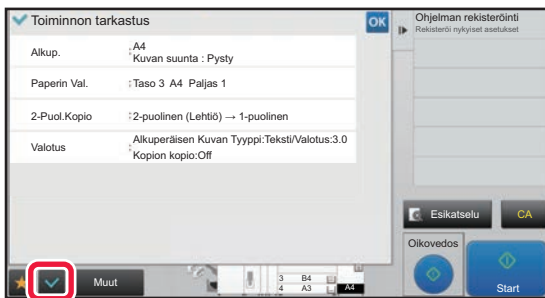 Toiminnon tarkastus
OK
Alkup.
:A4
Kuvan suunta : Pysty
Paperin Val.
:Taso 3 A4 Paljas 1
2-Puol.Kopio
:2-puolinen (Lehtiö) → 1-puolinen
Valotus
:Alkuperäisen Kuvan Tyyppi:Teksti/Valotus:3.0
Kopion kopio:Off
Muut
3 B4
4 A3
A4
Ohjelman rekisteröinti
Rekisteröi nykyiset asetukset
Esikatselu
CA
Oikovedos
Start